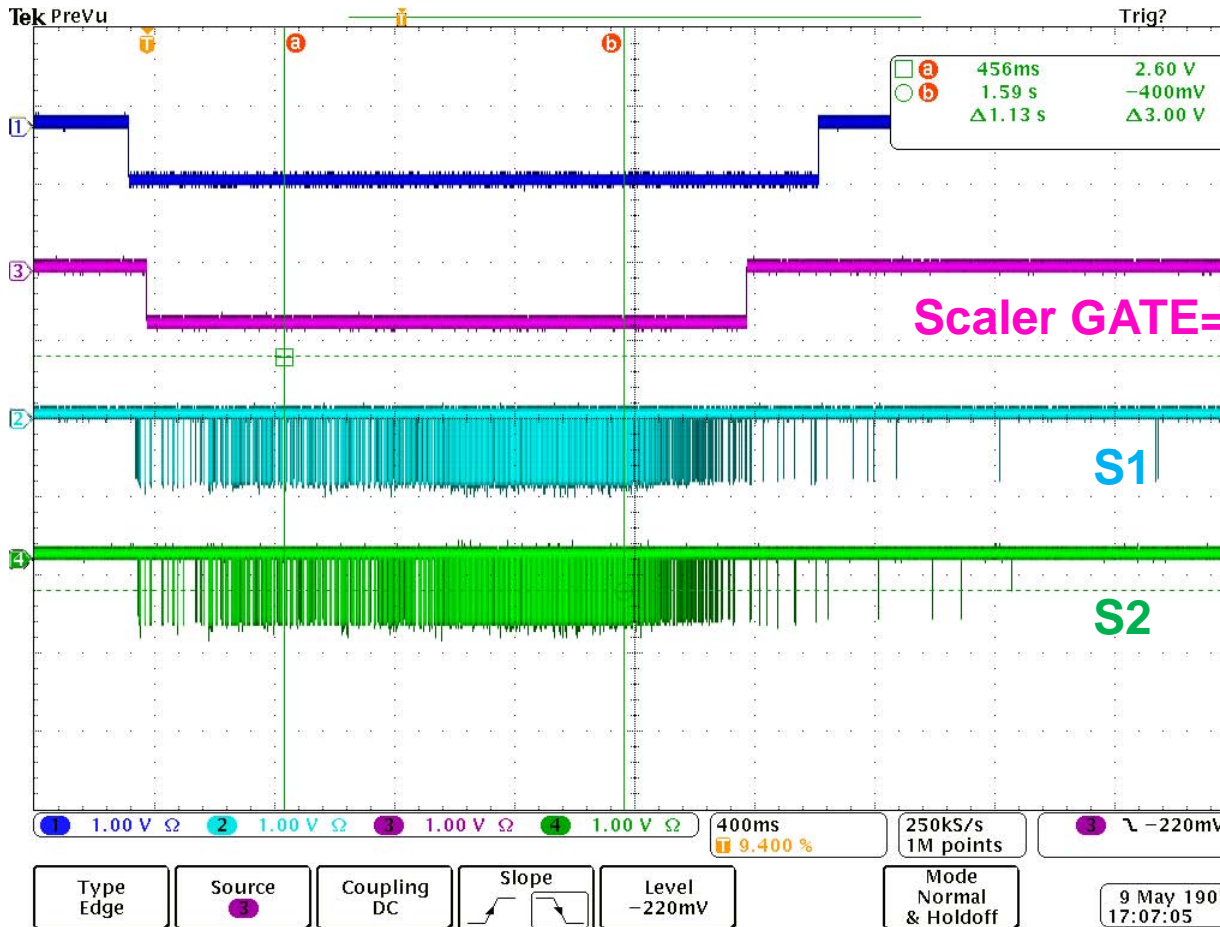 Tek PreVu Trig?
T
T a b
a 456ms 2.60 V
b 1.59 s −400mV
Δ1.13 s Δ3.00 V
1
3
Scaler GATE=
2
S1
4
S2
1 1.00 V Ω 2 1.00 V Ω 3 1.00 V Ω 4 1.00 V Ω 400ms 250kS/s 3 −220mV
T 9.400 % 1M points
Type Edge
Source 3
Coupling DC
Slope
Level −220mV
Mode Normal & Holdoff
9 May 190
17:07:05